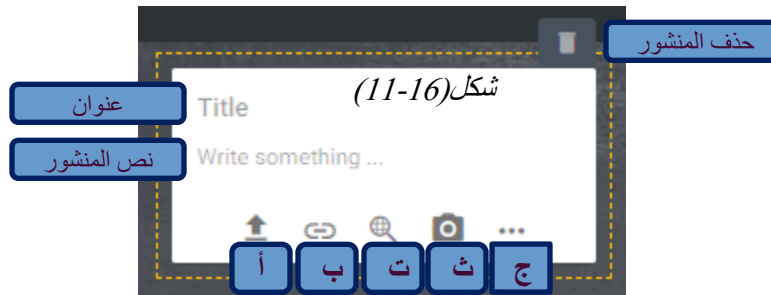 حذف المنشور
شكل(11-16)
عنوان
Title
نص المنشور
Write something ...
أ ب ت ث ج